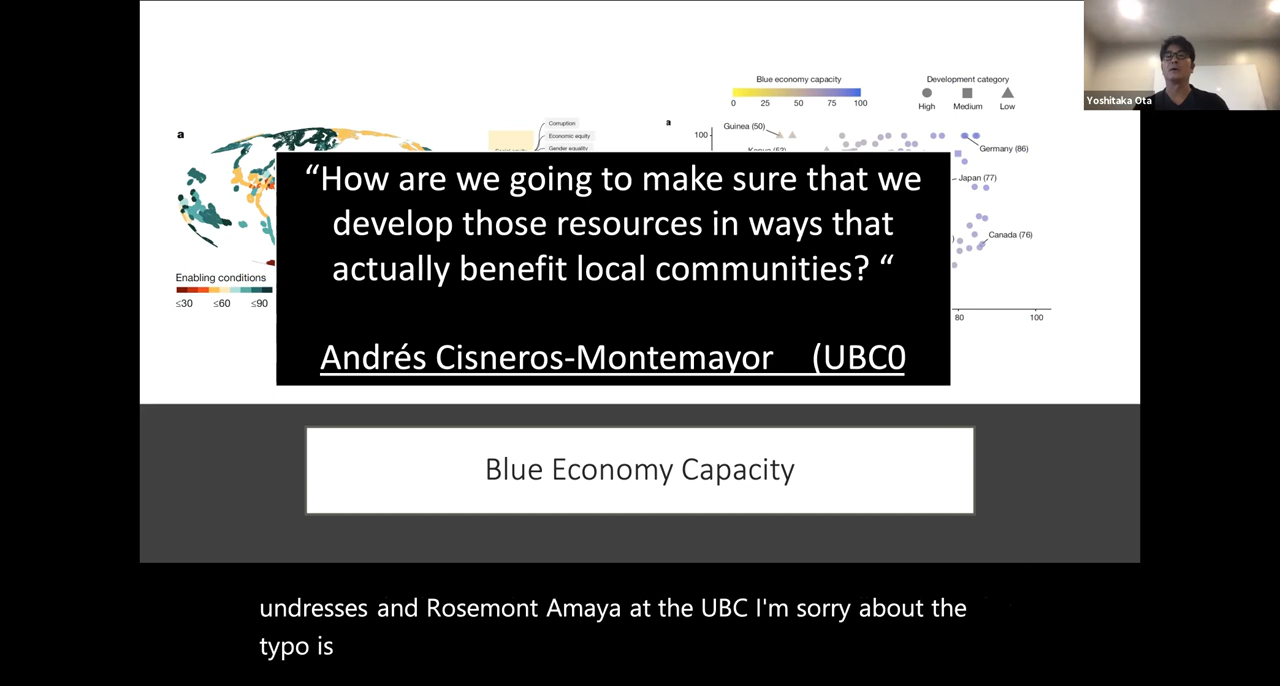 Yoshitaka Ota
Blue economy capacity
0 25 50 75 100
Development category
High Medium Low
a
Corruption
Economic equity
Gender equality
a
100
Guinea (50)
Germany (86)
Japan (77)
Canada (76)
80 100
Enabling conditions
≤30 ≤60 ≤90
“How are we going to make sure that we
develop those resources in ways that
actually benefit local communities? “
Andrés Cisneros-Montemayor (UBC0
Blue Economy Capacity
undresses and Rosemont Amaya at the UBC I'm sorry about the
typo is